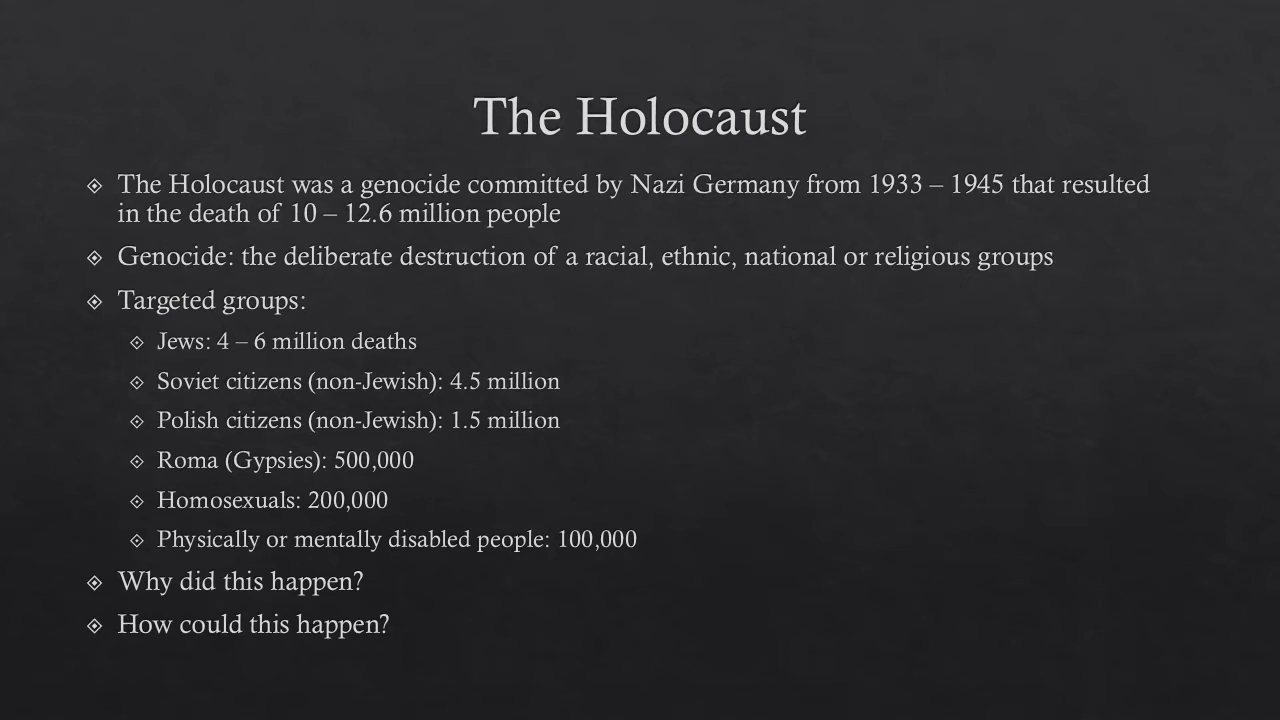 The Holocaust
The Holocaust was a genocide committed by Nazi Germany from 1933 – 1945 that resulted
in the death of 10 – 12.6 million people
Genocide: the deliberate destruction of a racial, ethnic, national or religious groups
Targeted groups:
Jews: 4 – 6 million deaths
Soviet citizens (non-Jewish): 4.5 million
Polish citizens (non-Jewish): 1.5 million
Roma (Gypsies): 500,000
Homosexuals: 200,000
Physically or mentally disabled people: 100,000
Why did this happen?
How could this happen?